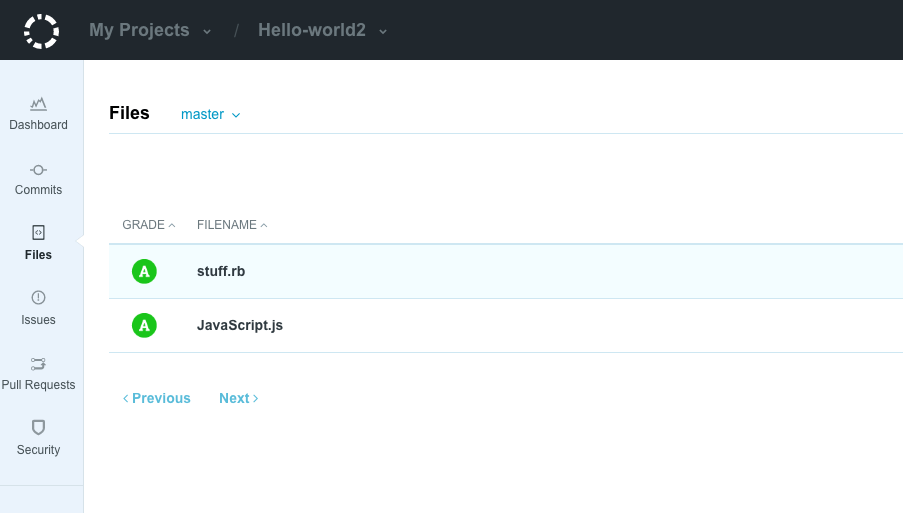 My Projects / Hello-world2
Dashboard
Commits
Files
Issues
Pull Requests
Security
Files master
GRADE FILENAME
A stuff.rb
A JavaScript.js
Previous Next